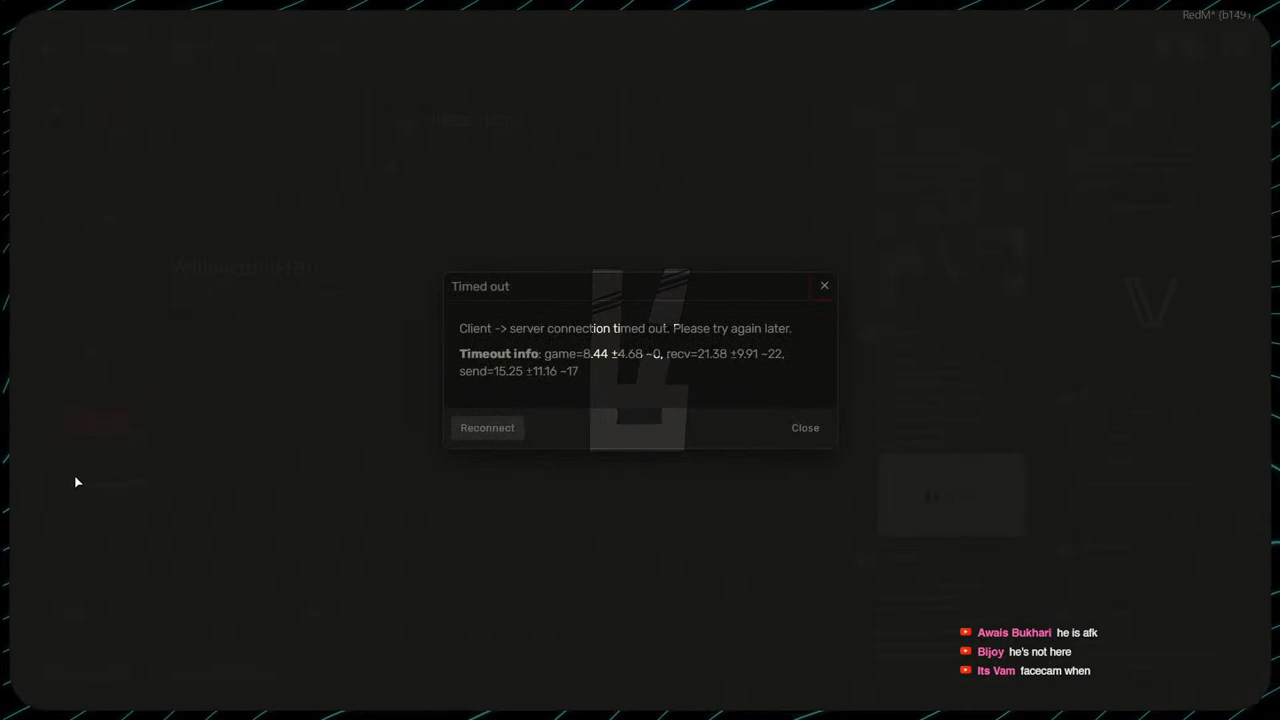 RedM* (b149)
Timed out
Client -> server connection timed out. Please try again later.
Timeout info: game=8.44 ±4.68 ~0, recv=21.38 ±9.91 ~22,
send=15.25 ±11.16 ~17
Reconnect
Close
Awais Bukhari he is afk
Bijoy he's not here
Its Vam facecam when